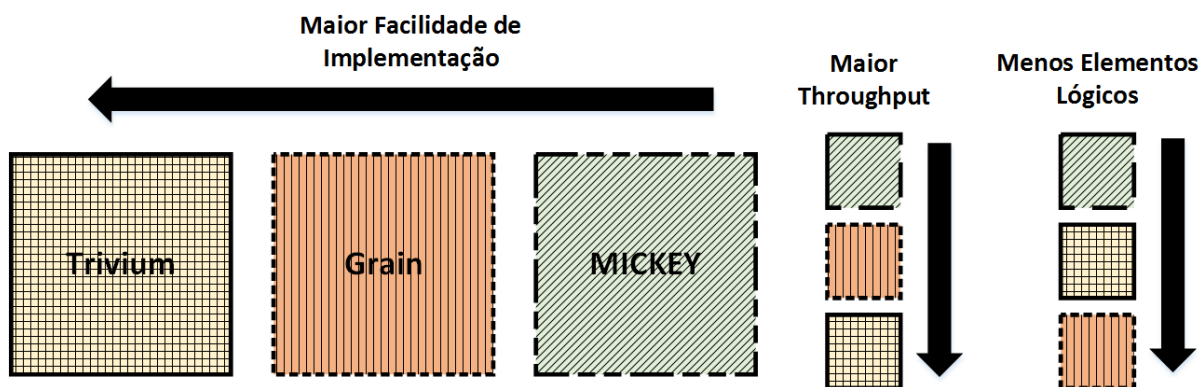 Maior Facilidade de
Implementação
Maior
Throughput
Menos Elementos
Lógicos
Trivium
Grain
MICKEY